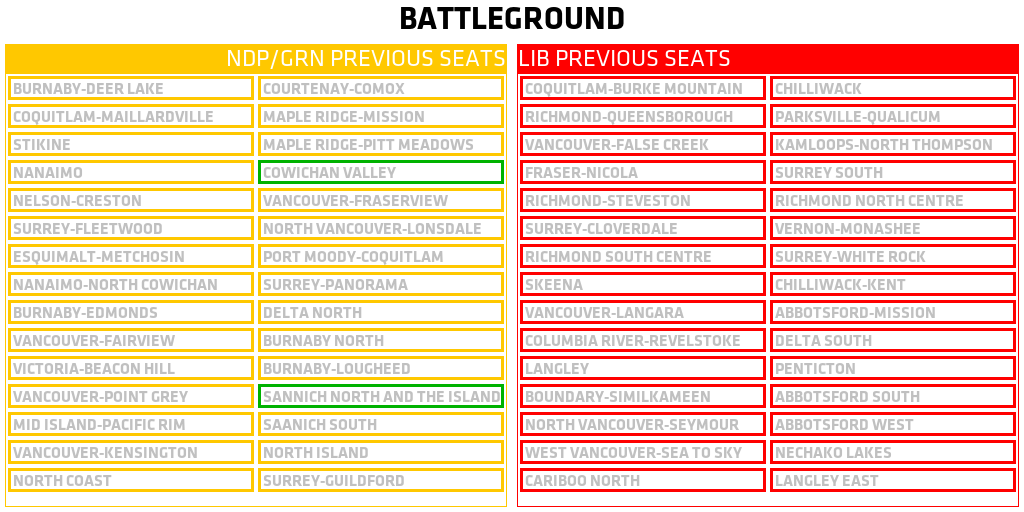 BATTLEGROUND
NDP/GRN PREVIOUS SEATS
BURNABY-DEER LAKE
COQUITLAM-MAILLARDVILLE
STIKINE
NANAIMO
NELSON-CRESTON
SURREY-FLEETWOOD
ESQUIMALT-METCHOSIN
NANAIMO-NORTH COWICHAN
BURNABY-EDMONDS
VANCOUVER-FAIRVIEW
VICTORIA-BEACON HILL
VANCOUVER-POINT GREY
MID ISLAND-PACIFIC RIM
VANCOUVER-KENSINGTON
NORTH COAST
COURTENAY-COMOX
MAPLE RIDGE-MISSION
MAPLE RIDGE-PITT MEADOWS
COWICHAN VALLEY
VANCOUVER-FRASERVIEW
NORTH VANCOUVER-LONSDALE
PORT MOODY-COQUITLAM
SURREY-PANORAMA
DELTA NORTH
BURNABY NORTH
BURNABY-LOUGHEED
SANNICH NORTH AND THE ISLAND
SAANICH SOUTH
NORTH ISLAND
SURREY-GUILDFORD
LIB PREVIOUS SEATS
COQUITLAM-BURKE MOUNTAIN
RICHMOND-QUEENSBOROUGH
VANCOUVER-FALSE CREEK
FRASER-NICOLA
RICHMOND-STEVESTON
SURREY-CLOVERDALE
RICHMOND SOUTH CENTRE
SKEENA
VANCOUVER-LANGARA
COLUMBIA RIVER-REVELSTOKE
LANGLEY
BOUNDARY-SIMILKAMEEN
NORTH VANCOUVER-SEYMOUR
WEST VANCOUVER-SEA TO SKY
CARIBOO NORTH
CHILLIWACK
PARKSVILLE-QUALICUM
KAMLOOPS-NORTH THOMPSON
SURREY SOUTH
RICHMOND NORTH CENTRE
VERNON-MONASHEE
SURREY-WHITE ROCK
CHILLIWACK-KENT
ABBOTSFORD-MISSION
DELTA SOUTH
PENTICTON
ABBOTSFORD SOUTH
ABBOTSFORD WEST
NECHAKO LAKES
LANGLEY EAST